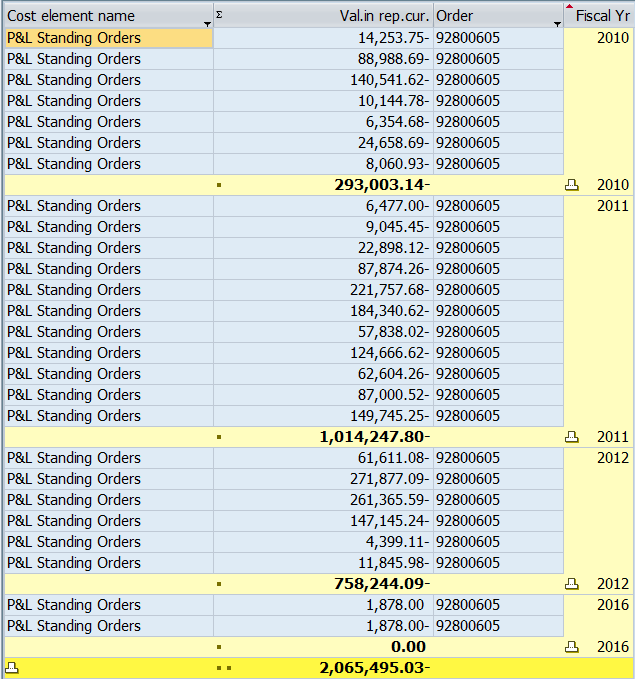 Cost element name Σ Val.in rep.cur. Order Fiscal Yr
P&L Standing Orders 14,253.75- 92800605 2010
P&L Standing Orders 88,988.69- 92800605
P&L Standing Orders 140,541.62- 92800605
P&L Standing Orders 10,144.78- 92800605
P&L Standing Orders 6,354.68- 92800605
P&L Standing Orders 24,658.69- 92800605
P&L Standing Orders 8,060.93- 92800605
293,003.14- 2010
P&L Standing Orders 6,477.00- 92800605 2011
P&L Standing Orders 9,045.45- 92800605
P&L Standing Orders 22,898.12- 92800605
P&L Standing Orders 87,874.26- 92800605
P&L Standing Orders 221,757.68- 92800605
P&L Standing Orders 184,340.62- 92800605
P&L Standing Orders 57,838.02- 92800605
P&L Standing Orders 124,666.62- 92800605
P&L Standing Orders 62,604.26- 92800605
P&L Standing Orders 87,000.52- 92800605
P&L Standing Orders 149,745.25- 92800605
1,014,247.80- 2011
P&L Standing Orders 61,611.08- 92800605 2012
P&L Standing Orders 271,877.09- 92800605
P&L Standing Orders 261,365.59- 92800605
P&L Standing Orders 147,145.24- 92800605
P&L Standing Orders 4,399.11- 92800605
P&L Standing Orders 11,845.98- 92800605
758,244.09- 2012
P&L Standing Orders 1,878.00 92800605 2016
P&L Standing Orders 1,878.00- 92800605
0.00 2016
2,065,495.03-